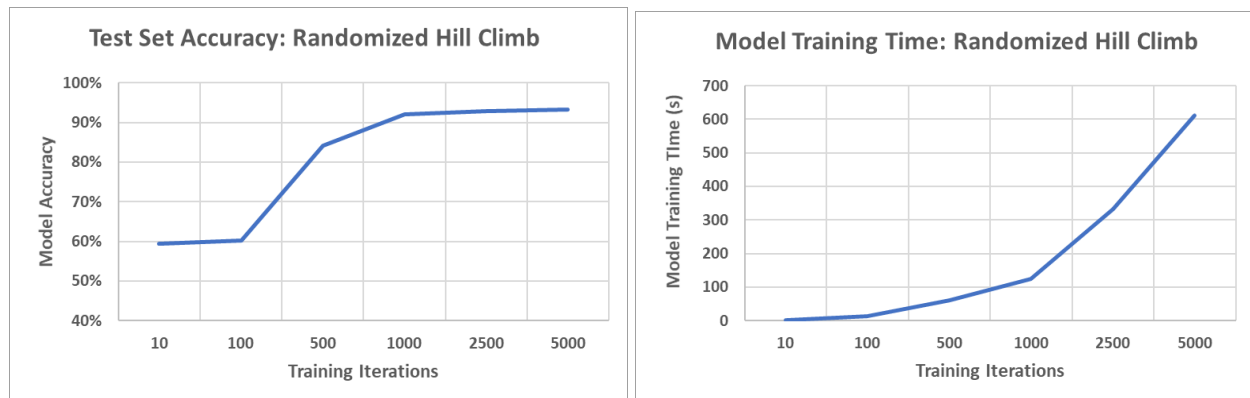 Test Set Accuracy: Randomized Hill Climb
Model Accuracy
100%
90%
80%
70%
60%
50%
40%
10 100 500 1000 2500 5000
Training Iterations
Model Training Time: Randomized Hill Climb
Model Training TIme (s)
700
600
500
400
300
200
100
0
10 100 500 1000 2500 5000
Training Iterations